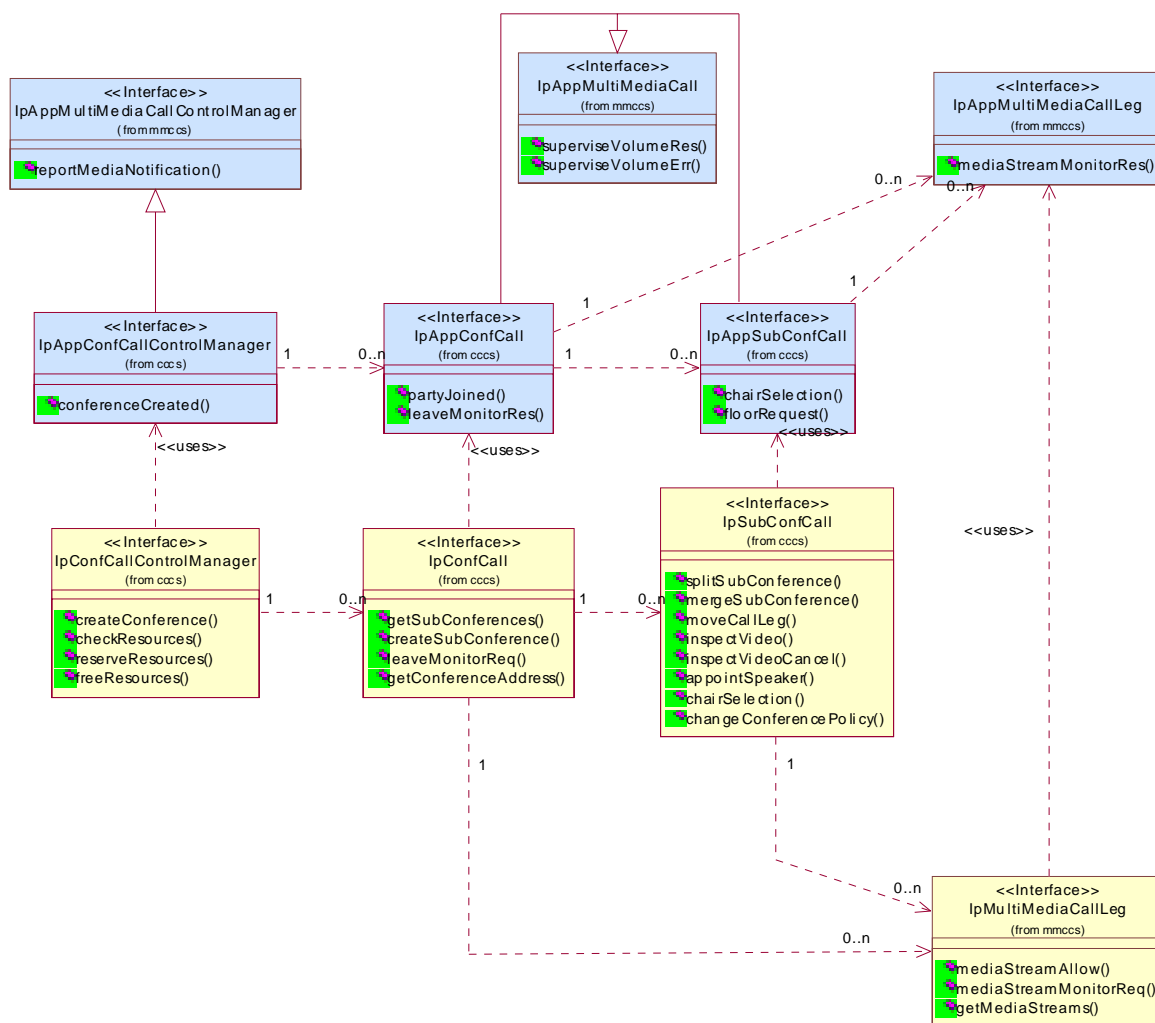 <<Interface>>
IpAppMultiMediaCallControlManager
(from mmccs)
reportMediaNotification()
<<Interface>>
IpAppMultiMediaCall
(from mmccs)
superviseVolumeRes()
superviseVolumeErr()
<<Interface>>
IpAppMultiMediaCallLeg
(from mmccs)
mediaStreamMonitorRes()
0..n
0..n
1
1
<<Interface>>
IpAppConfCallControlManager
(from cccs)
conferenceCreated()
1
0..n
<<Interface>>
IpAppConfCall
(from cccs)
partyJoined()
leaveMonitorRes()
1
0..n
<<Interface>>
IpAppSubConfCall
(from cccs)
chairSelection()
floorRequest()
<<uses>>
<<uses>>
<<uses>>
<<uses>>
<<Interface>>
IpConfCallControlManager
(from cccs)
createConference()
checkResources()
reserveResources()
freeResources()
1
0..n
<<Interface>>
IpConfCall
(from cccs)
getSubConferences()
createSubConference()
leaveMonitorReq()
getConferenceAddress()
1
0..n
<<Interface>>
IpSubConfCall
(from cccs)
splitSubConference()
mergeSubConference()
moveCallLeg()
inspectVideo()
inspectVideoCancel()
appointSpeaker()
chairSelection()
changeConferencePolicy()
1
1
0..n
0..n
<<Interface>>
IpMultiMediaCallLeg
(from mmccs)
mediaStreamAllow()
mediaStreamMonitorReq()
getMediaStreams()